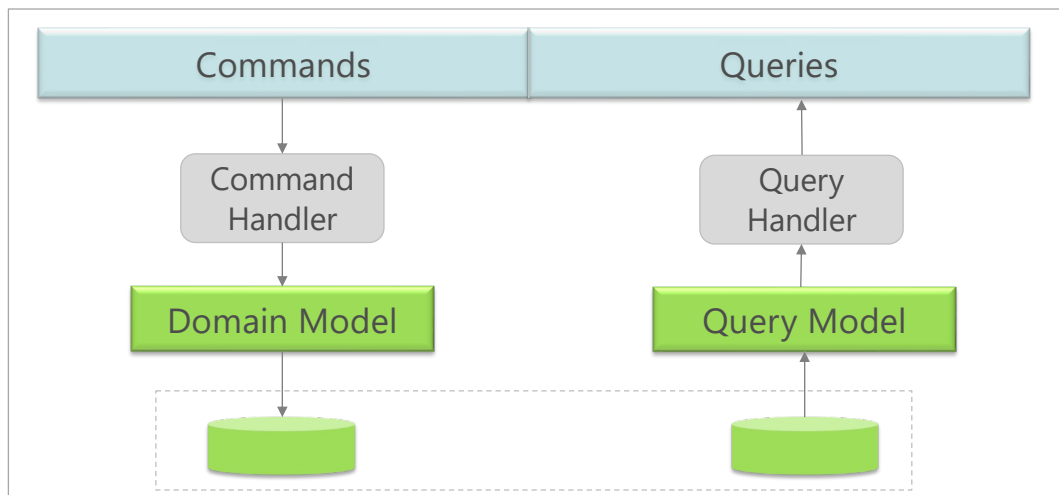 Commands
Queries
Command
Handler
Query
Handler
Domain Model
Query Model